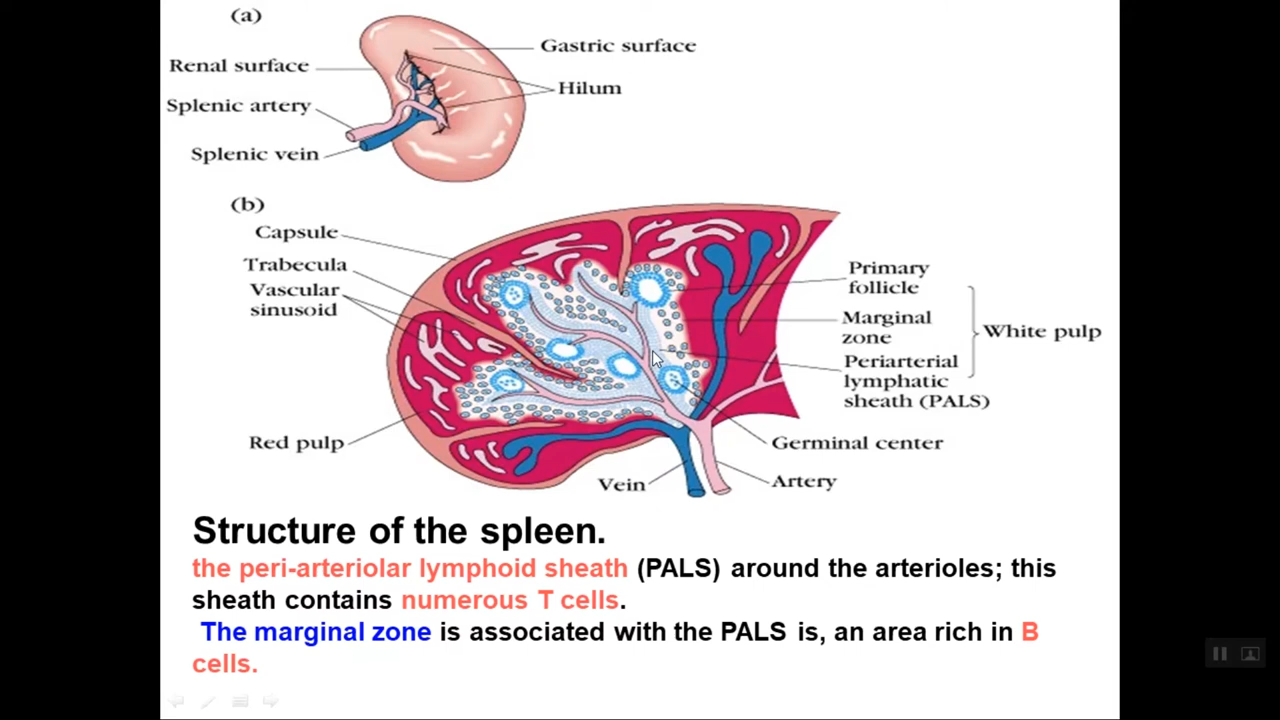 (a)
Gastric surface
Renal surface
Hilum
Splenic artery
Splenic vein
(b)
Capsule
Trabecula
Vascular
sinusoid
Primary
follicle
Marginal
zone
White pulp
Periarterial
lymphatic
sheath (PALS)
Red pulp
Germinal center
Vein
Artery
Structure of the spleen.
the peri-arteriolar lymphoid sheath (PALS) around the arterioles; this
sheath contains numerous T cells.
The marginal zone is associated with the PALS is, an area rich in B
cells.